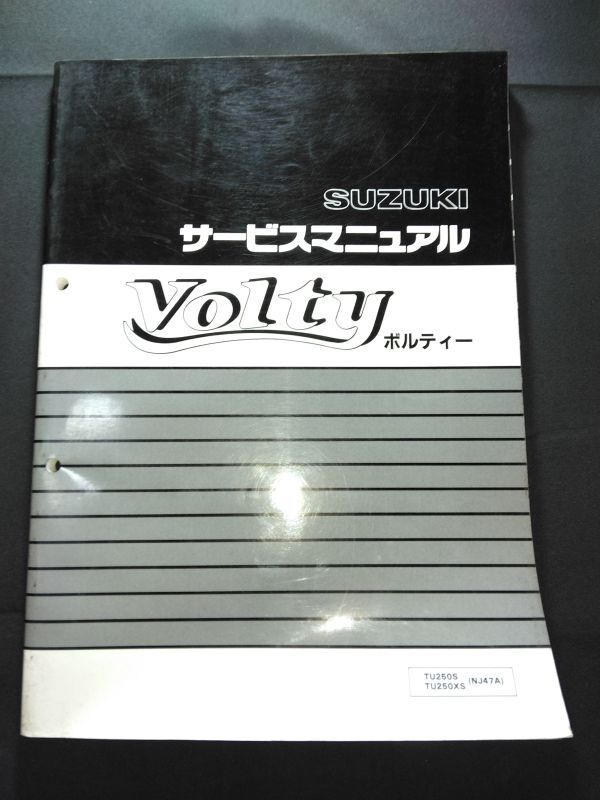 SUZUKI
サービスマニュアル
Volty
ボルティー
TU250S
TU250XS (NJ47A)